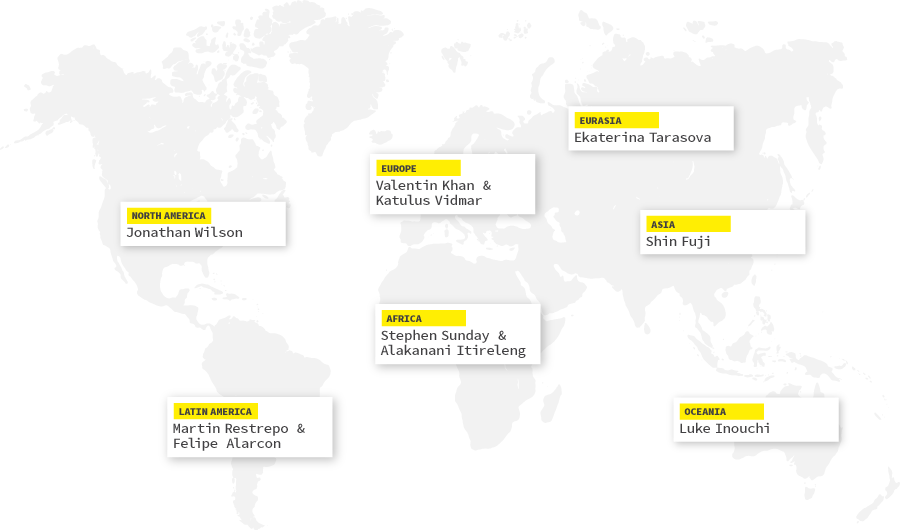 EURASIA
Ekaterina Tarasova
EUROPE
Valentin Khan &
Katulus Vidmar
NORTH AMERICA
Jonathan Wilson
ASIA
Shin Fuji
AFRICA
Stephen Sunday &
Alakanani Itireleng
LATIN AMERICA
Martin Restrepo &
Felipe Alarcon
OCEANIA
Luke Inouchi